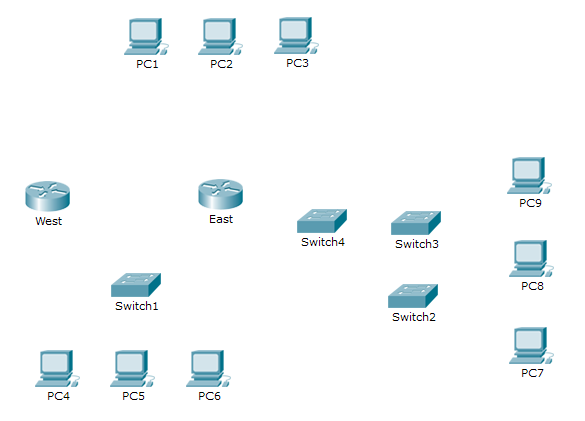 PC1 PC2 PC3
West East
PC9
Switch4 Switch3
PC8
Switch1 Switch2
PC7
PC4 PC5 PC6